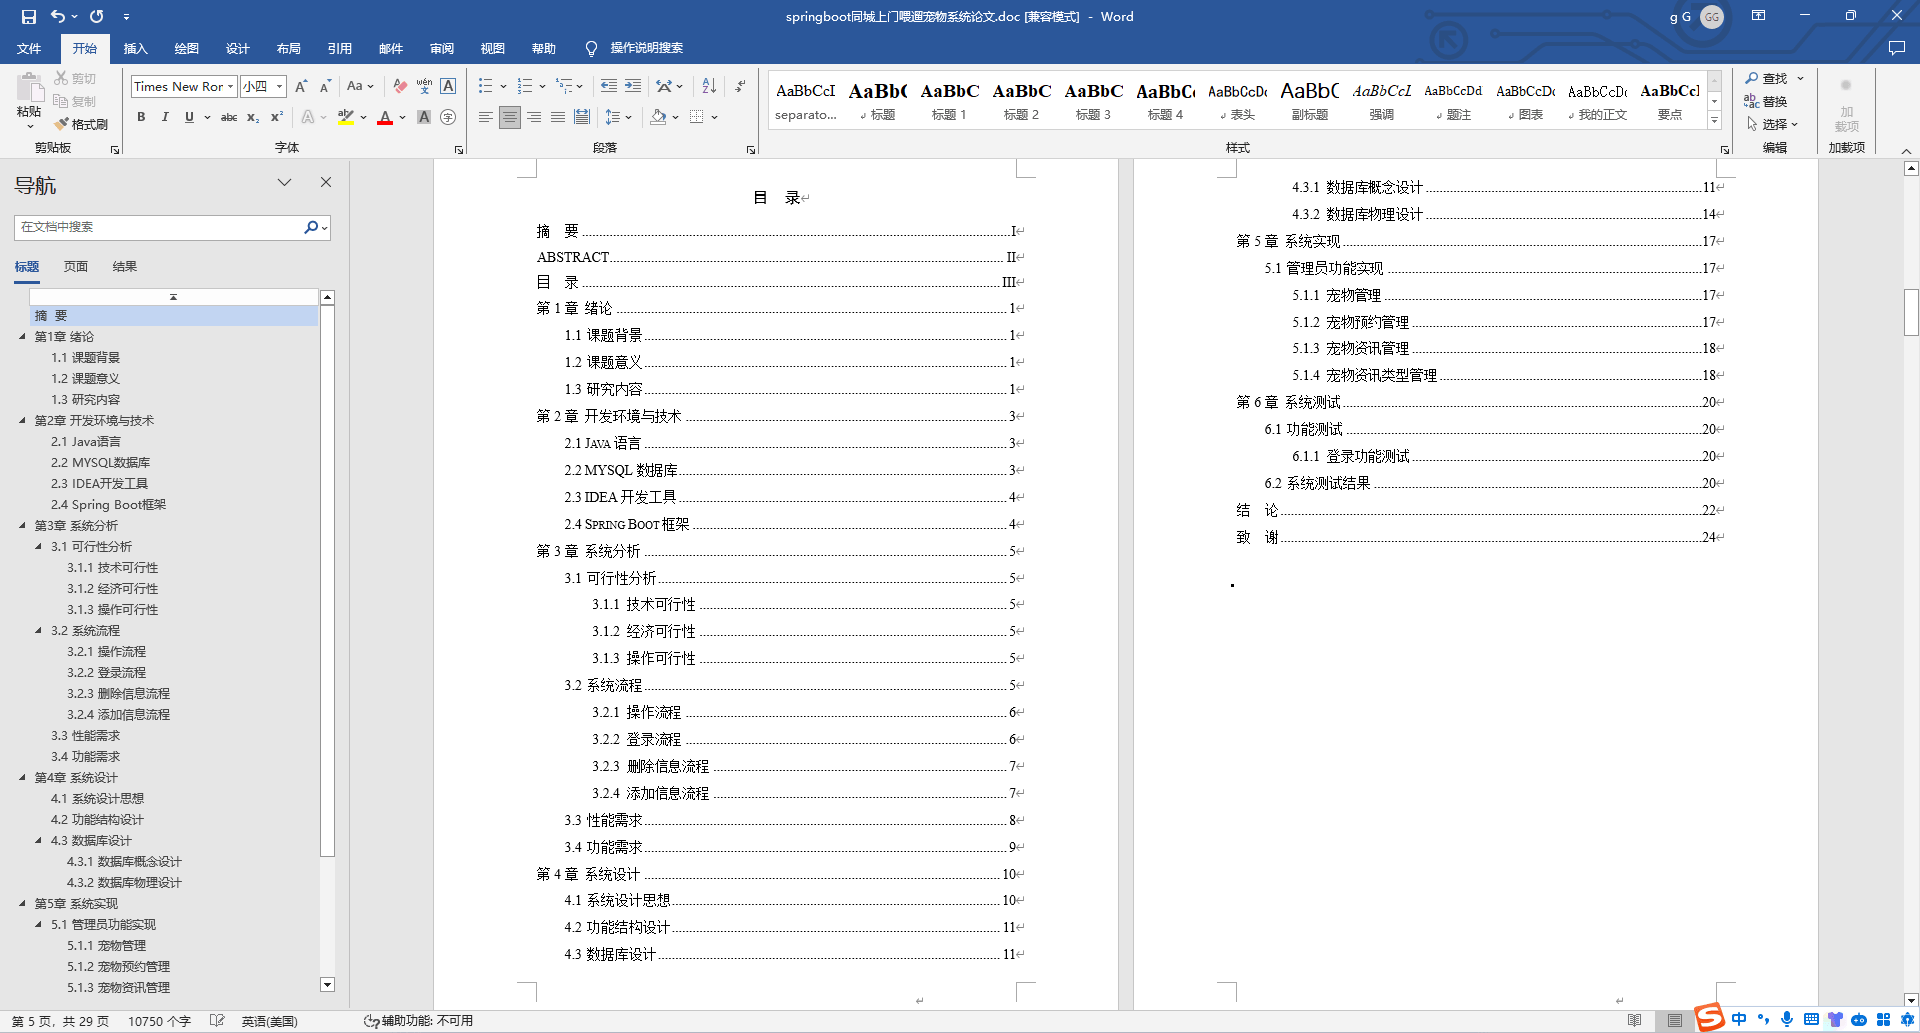 springboot同城上门喂遛宠物系统论文.doc [兼容模式] - Word
g G
GG
文件 开始 插入 绘图 设计 布局 引用 邮件 审阅 视图 帮助 操作说明搜索
粘贴
剪切
复制
格式刷
剪贴板
Times New Ror
小四
字体
段落
AaBbCcI AaBb( AaBbC AaBbC AaBbC AaBbC( AaBbCcDc AaBbC AaBbCcL AaBbCcDd AaBbCcDc AaBbCcDc AaBbCcI
separato... 标题 标题 1 标题 2 标题 3 标题 4 表头 副标题 强调 题注 图表 我的正文 要点
样式
查找
替换
选择
编辑
加载项
加载项
导航
在文档中搜索
标题 页面 结果
摘 要
第1章 绪论
1.1 课题背景
1.2 课题意义
1.3 研究内容
第2章 开发环境与技术
2.1 Java语言
2.2 MYSQL数据库
2.3 IDEA开发工具
2.4 Spring Boot框架
第3章 系统分析
3.1 可行性分析
3.1.1 技术可行性
3.1.2 经济可行性
3.1.3 操作可行性
3.2 系统流程
3.2.1 操作流程
3.2.2 登录流程
3.2.3 删除信息流程
3.2.4 添加信息流程
3.3 性能需求
3.4 功能需求
第4章 系统设计
4.1 系统设计思想
4.2 功能结构设计
4.3 数据库设计
4.3.1 数据库概念设计
4.3.2 数据库物理设计
第5章 系统实现
5.1 管理员功能实现
5.1.1 宠物管理
5.1.2 宠物预约管理
5.1.3 宠物资讯管理
目 录
摘 要 I
ABSTRACT II
目 录 III
第 1 章 绪论 1
1.1 课题背景 1
1.2 课题意义 1
1.3 研究内容 1
第 2 章 开发环境与技术 3
2.1 JAVA 语言 3
2.2 MYSQL 数据库 3
2.3 IDEA 开发工具 4
2.4 SPRING BOOT 框架 4
第 3 章 系统分析 5
3.1 可行性分析 5
3.1.1 技术可行性 5
3.1.2 经济可行性 5
3.1.3 操作可行性 5
3.2 系统流程 5
3.2.1 操作流程 6
3.2.2 登录流程 6
3.2.3 删除信息流程 7
3.2.4 添加信息流程 7
3.3 性能需求 8
3.4 功能需求 9
第 4 章 系统设计 10
4.1 系统设计思想 10
4.2 功能结构设计 11
4.3 数据库设计 11
4.3.1 数据库概念设计 11
4.3.2 数据库物理设计 14
第 5 章 系统实现 17
5.1 管理员功能实现 17
5.1.1 宠物管理 17
5.1.2 宠物预约管理 17
5.1.3 宠物资讯管理 18
5.1.4 宠物资讯类型管理 18
第 6 章 系统测试 20
6.1 功能测试 20
6.1.1 登录功能测试 20
6.2 系统测试结果 20
结 论 22
致 谢 24
第 5 页，共 29 页 10750 个字 英语(美国) 辅助功能: 不可用
中